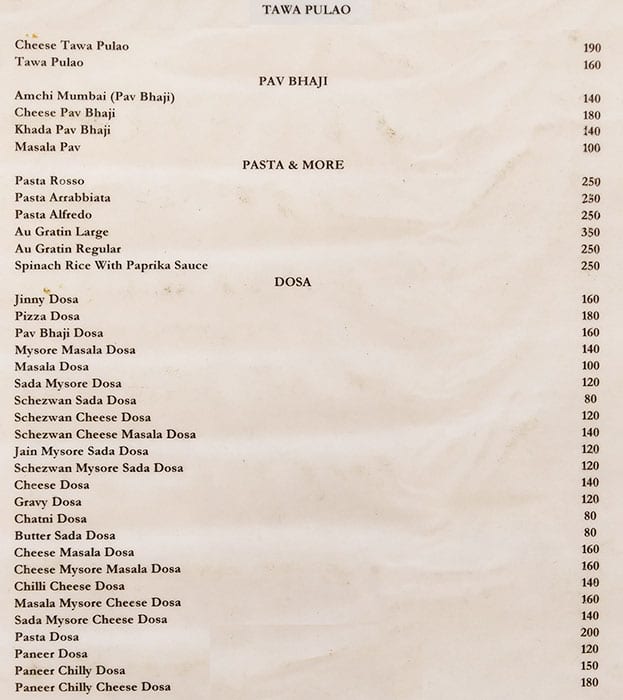 TAWA PULAO
Cheese Tawa Pulao 190
Tawa Pulao 160
PAV BHAJI
Amchi Mumbai (Pav Bhaji) 140
Cheese Pav Bhaji 180
Khada Pav Bhaji 140
Masala Pav 100
PASTA & MORE
Pasta Rosso 250
Pasta Arrabbiata 250
Pasta Alfredo 250
Au Gratin Large 350
Au Gratin Regular 250
Spinach Rice With Paprika Sauce 250
DOSA
Jinny Dosa 160
Pizza Dosa 180
Pav Bhaji Dosa 160
Mysore Masala Dosa 140
Masala Dosa 100
Sada Mysore Dosa 120
Schezwan Sada Dosa 80
Schezwan Cheese Dosa 120
Schezwan Cheese Masala Dosa 140
Jain Mysore Sada Dosa 120
Schezwan Mysore Sada Dosa 120
Cheese Dosa 140
Gravy Dosa 120
Chatni Dosa 80
Butter Sada Dosa 80
Cheese Masala Dosa 160
Cheese Mysore Masala Dosa 160
Chilli Cheese Dosa 140
Masala Mysore Cheese Dosa 160
Sada Mysore Cheese Dosa 140
Pasta Dosa 200
Paneer Dosa 120
Paneer Chilly Dosa 150
Paneer Chilly Cheese Dosa 180